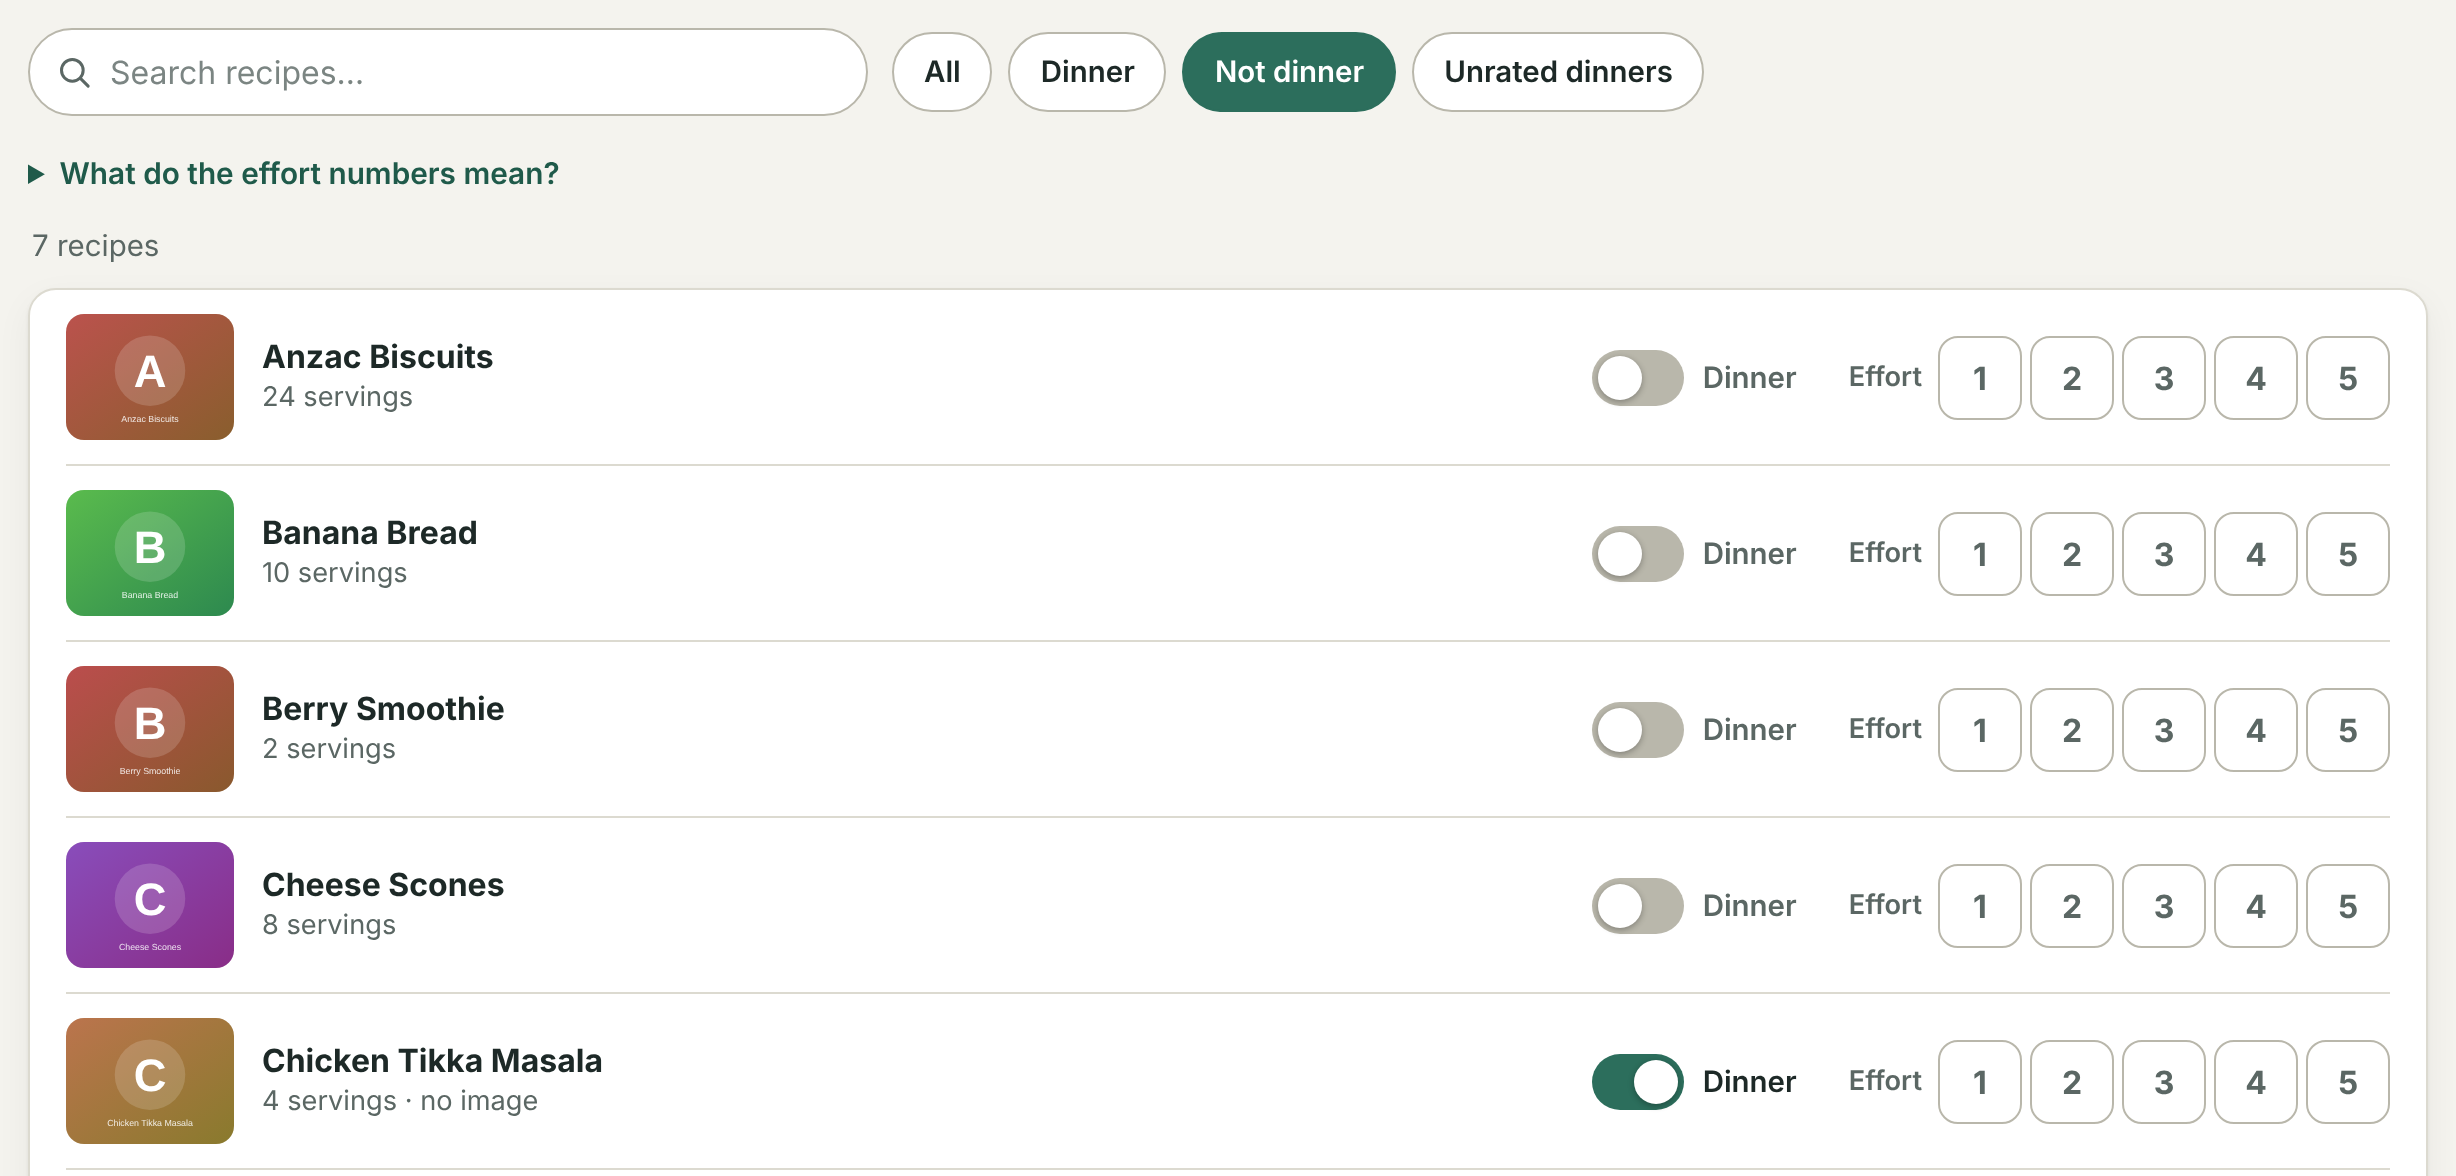 Search recipes...
All
Dinner
Not dinner
Unrated dinners
What do the effort numbers mean?
7 recipes
A
Anzac Biscuits
Anzac Biscuits
24 servings
Dinner
Effort
1 2 3 4 5
B
Banana Bread
Banana Bread
10 servings
Dinner
Effort
1 2 3 4 5
B
Berry Smoothie
Berry Smoothie
2 servings
Dinner
Effort
1 2 3 4 5
C
Cheese Scones
Cheese Scones
8 servings
Dinner
Effort
1 2 3 4 5
C
Chicken Tikka Masala
Chicken Tikka Masala
4 servings · no image
Dinner
Effort
1 2 3 4 5